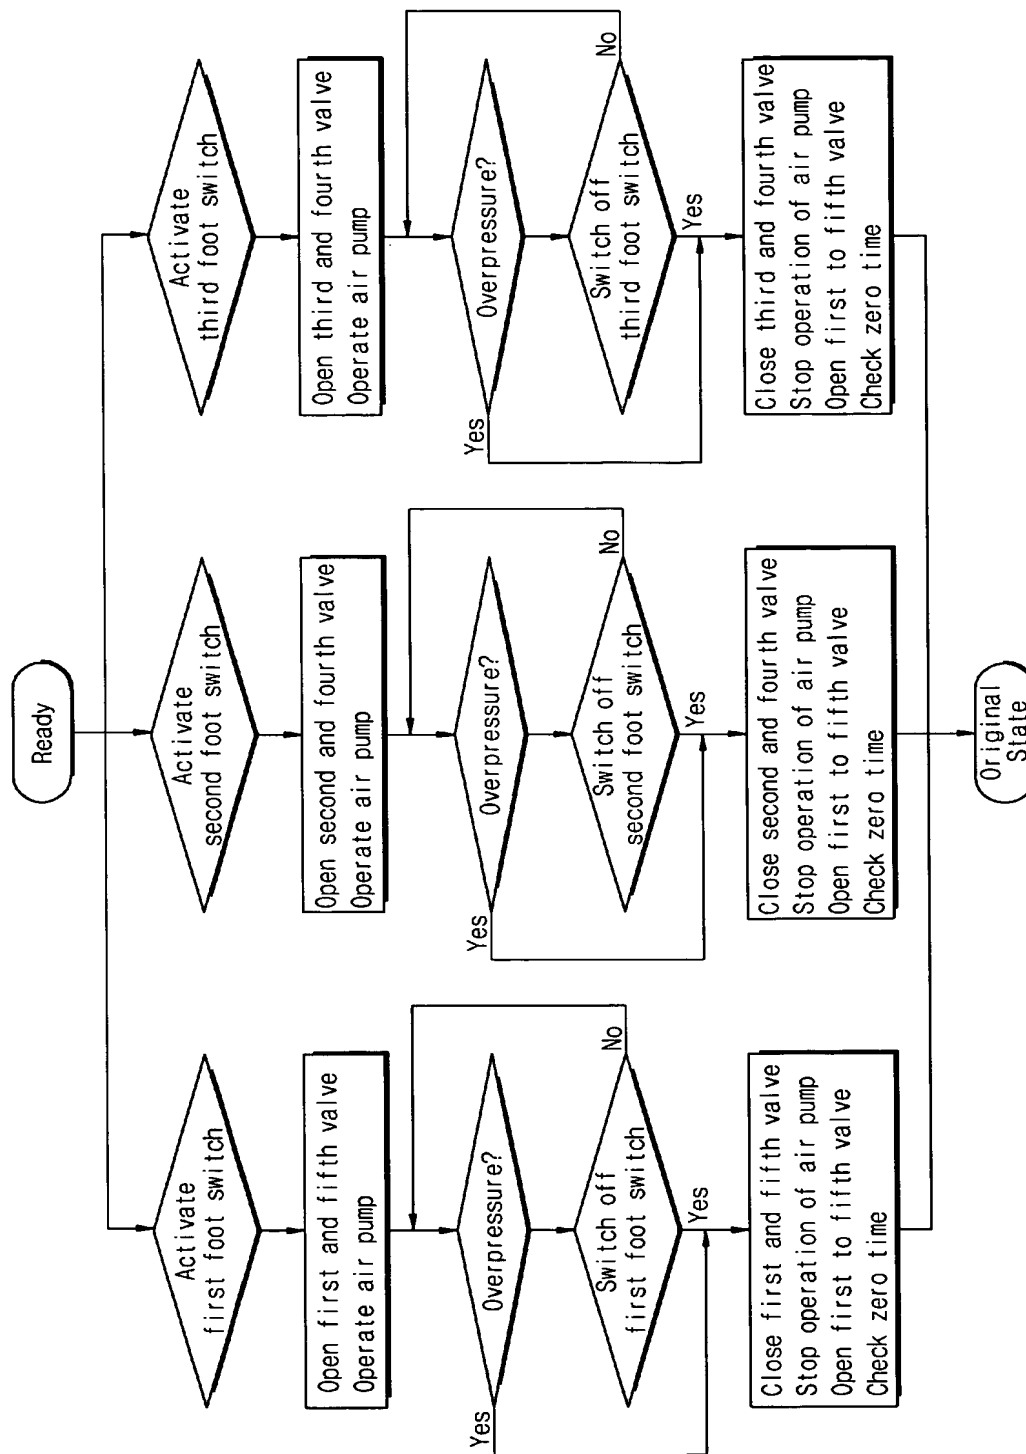 Ready
Activate
first foot switch
Open first and fifth valve
Operate air pump
Overpressure?
Yes
Switch off
first foot switch
No
Yes
Close first and fifth valve
Stop operation of air pump
Open first to fifth valve
Check zero time
Activate
second foot switch
Open second and fourth valve
Operate air pump
Overpressure?
Yes
Switch off
second foot switch
No
Yes
Close second and fourth valve
Stop operation of air pump
Open first to fifth valve
Check zero time
Activate
third foot switch
Open third and fourth valve
Operate air pump
Overpressure?
Yes
Switch off
third foot switch
No
Yes
Close third and fourth valve
Stop operation of air pump
Open first to fifth valve
Check zero time
Original
State